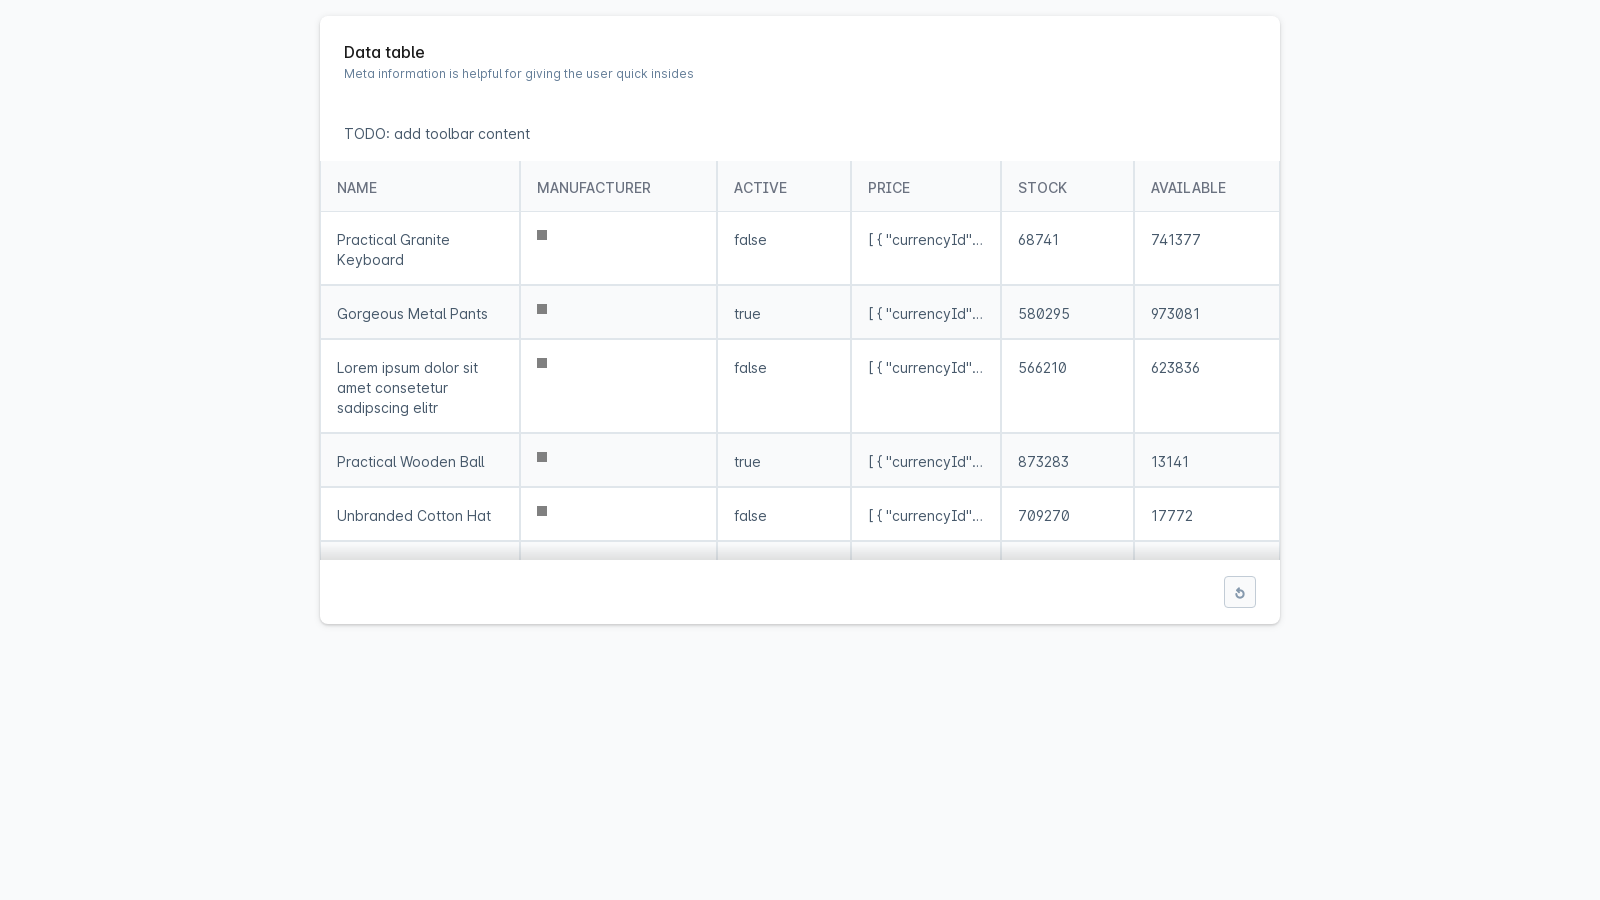 Data table
Meta information is helpful for giving the user quick insides
TODO: add toolbar content
NAME MANUFACTURER ACTIVE PRICE STOCK AVAILABLE
Practical Granite false [ { "currencyId"... 68741 741377
Keyboard
Gorgeous Metal Pants true [ { "currencyId"... 580295 973081
Lorem ipsum dolor sit false [ { "currencyId"... 566210 623836
amet consetetur
sadipscing elitr
Practical Wooden Ball true [ { "currencyId"... 873283 13141
Unbranded Cotton Hat false [ { "currencyId"... 709270 17772